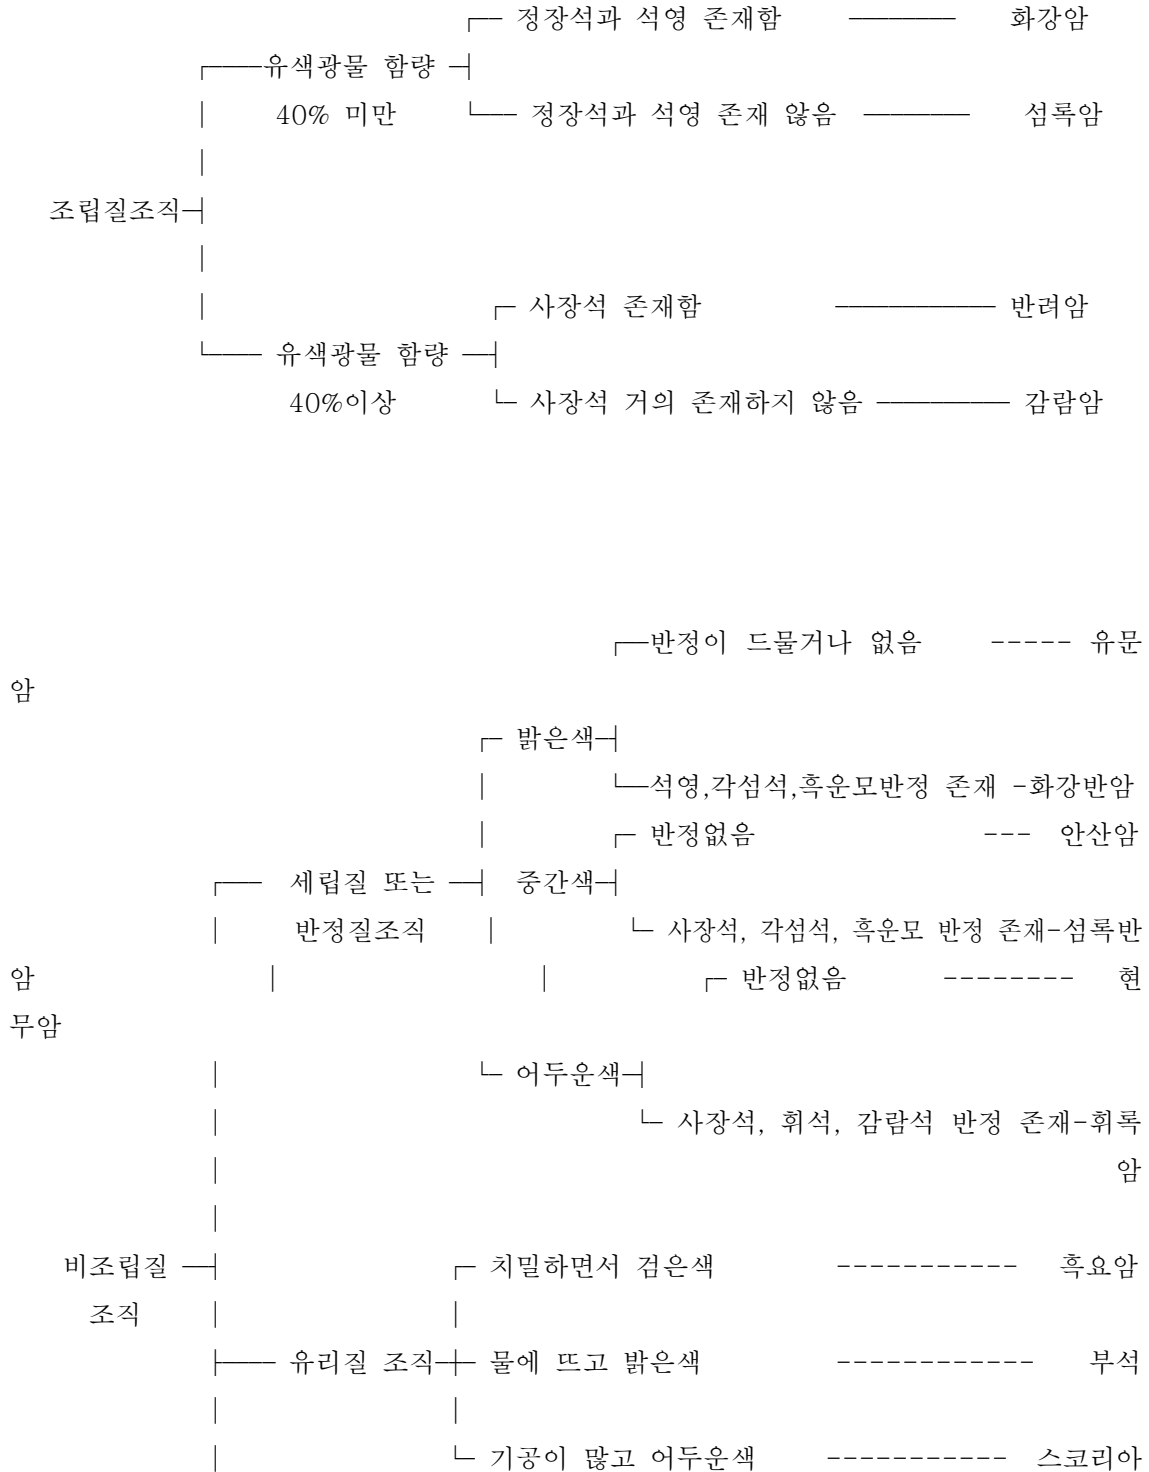 ┌── 정장석과 석영 존재함 ──────── 화강암
┌───유색광물 함량 ─┤
│ 40% 미만 └── 정장석과 석영 존재 않음 ──────── 섬록암
│
조립질조직─┤
│
│ ┌─ 사장석 존재함 ──────────── 반려암
└─── 유색광물 함량 ─┤
40%이상 └─ 사장석 거의 존재하지 않음 ────────── 감람암
┌─반정이 드물거나 없음 ----- 유문
암
┌─ 밝은색─┤
│ └─석영,각섬석,흑운모반정 존재 -화강반암
│ ┌─ 반정없음 --- 안산암
┌── 세립질 또는 ─┤ 중간색─┤
│ 반정질조직 │ └─ 사장석, 각섬석, 흑운모 반정 존재-섬록반
암 │ │ ┌─ 반정없음 -------- 현
무암
│ └─ 어두운색─┤
│ └─ 사장석, 휘석, 감람석 반정 존재-휘록
│ 암
│
비조립질 ─┤ ┌─ 치밀하면서 검은색 ----------- 흑요암
조직 │ │
├─── 유리질 조직─┼─ 물에 뜨고 밝은색 ------------ 부석
│ │
│ └─ 기공이 많고 어두운색 ----------- 스코리아